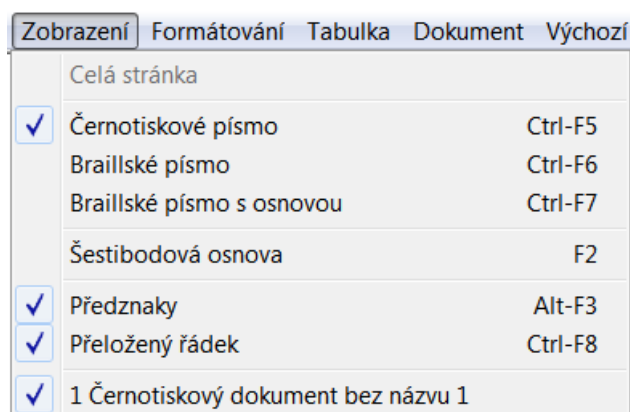 Zobrazení Formátování Tabulka Dokument Výchozí
Celá stránka
Černotiskové písmo Ctrl-F5
Braillské písmo Ctrl-F6
Braillské písmo s osnovou Ctrl-F7
Šestibodová osnova F2
Předznaky Alt-F3
Přeložený řádek Ctrl-F8
1 Černotiskový dokument bez názvu 1